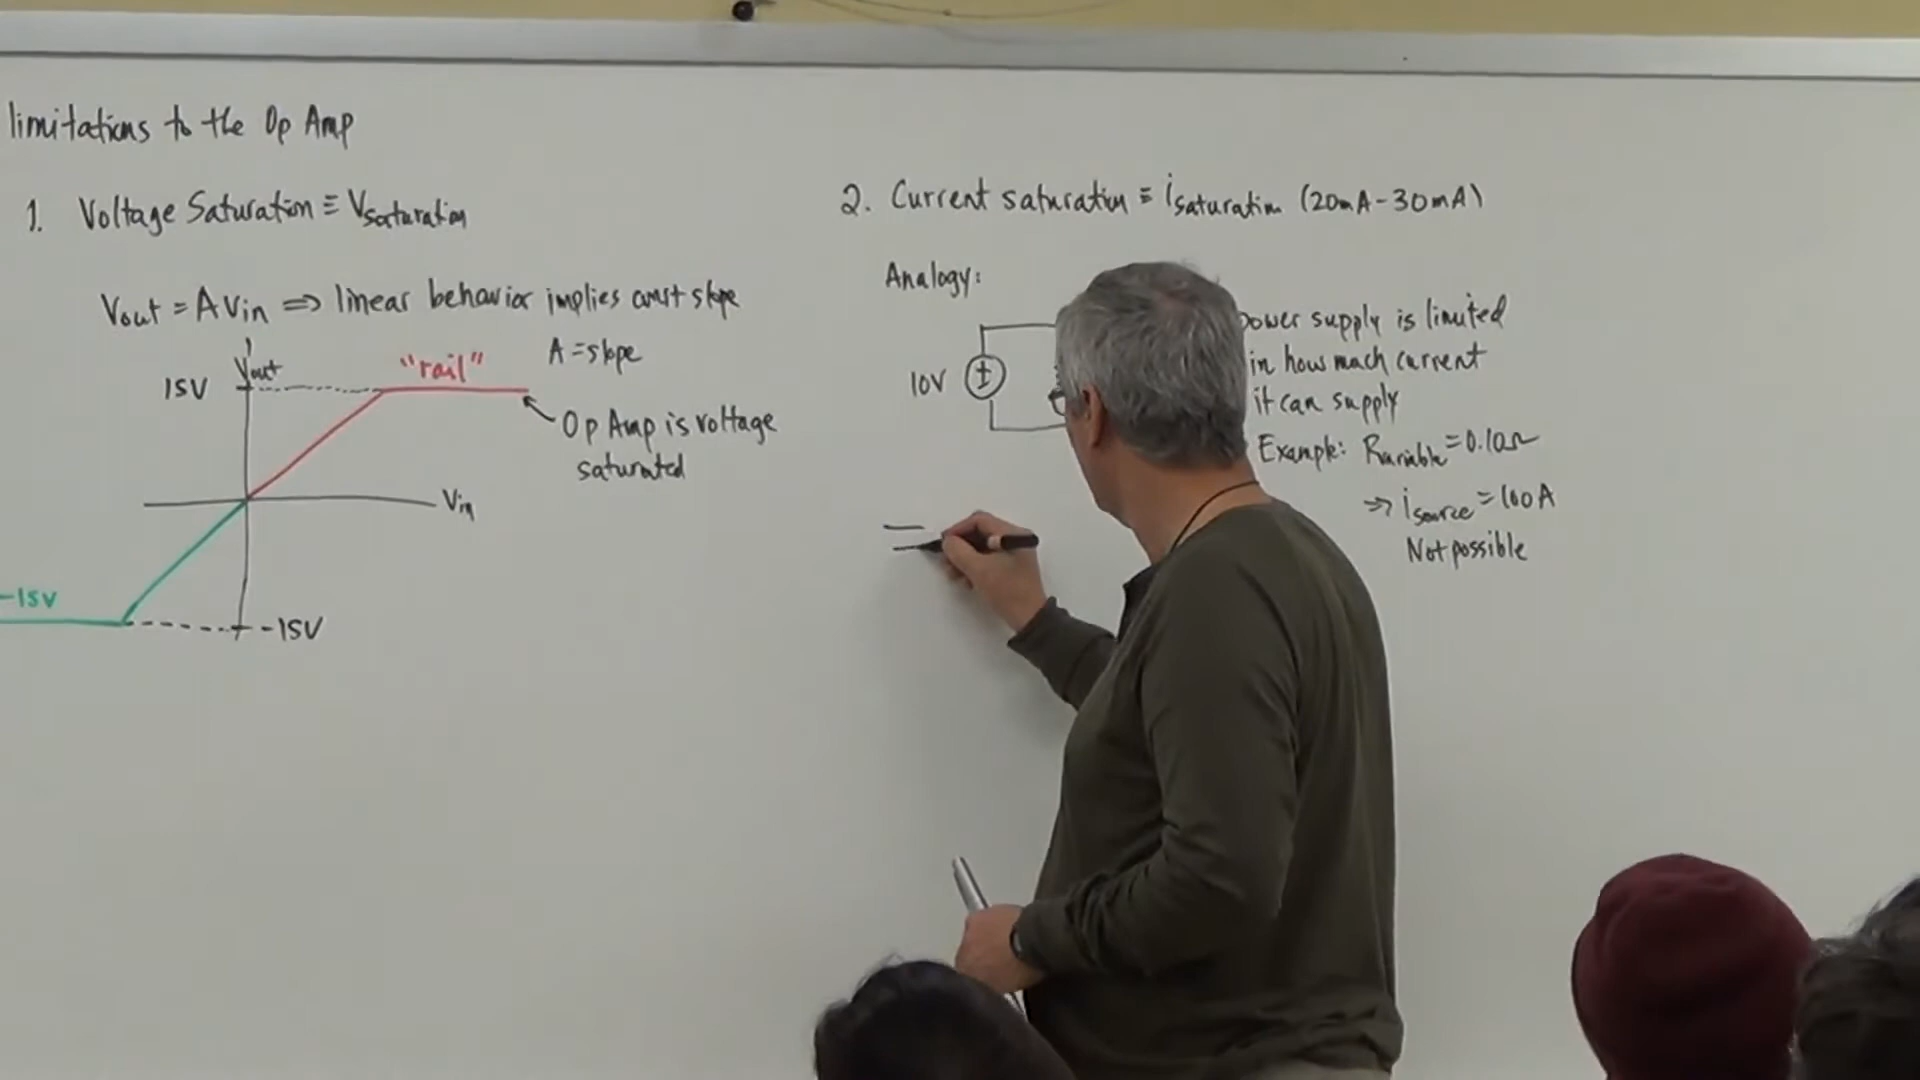 limitations to the Op Amp
1. Voltage Saturation ≡ Vsaturation
Vout = A Vin ⇒ linear behavior implies const slope
A = slope
Vout
15V
"rail"
Op Amp is voltage
saturated
Vin
-15V
-15V
2. Current saturation ≡ isaturation (20mA-30mA)
Analogy:
10V
power supply is limited
in how much current
it can supply
Example: Rvariable = 0.10Ω
⇒ isource = 100A
Not possible